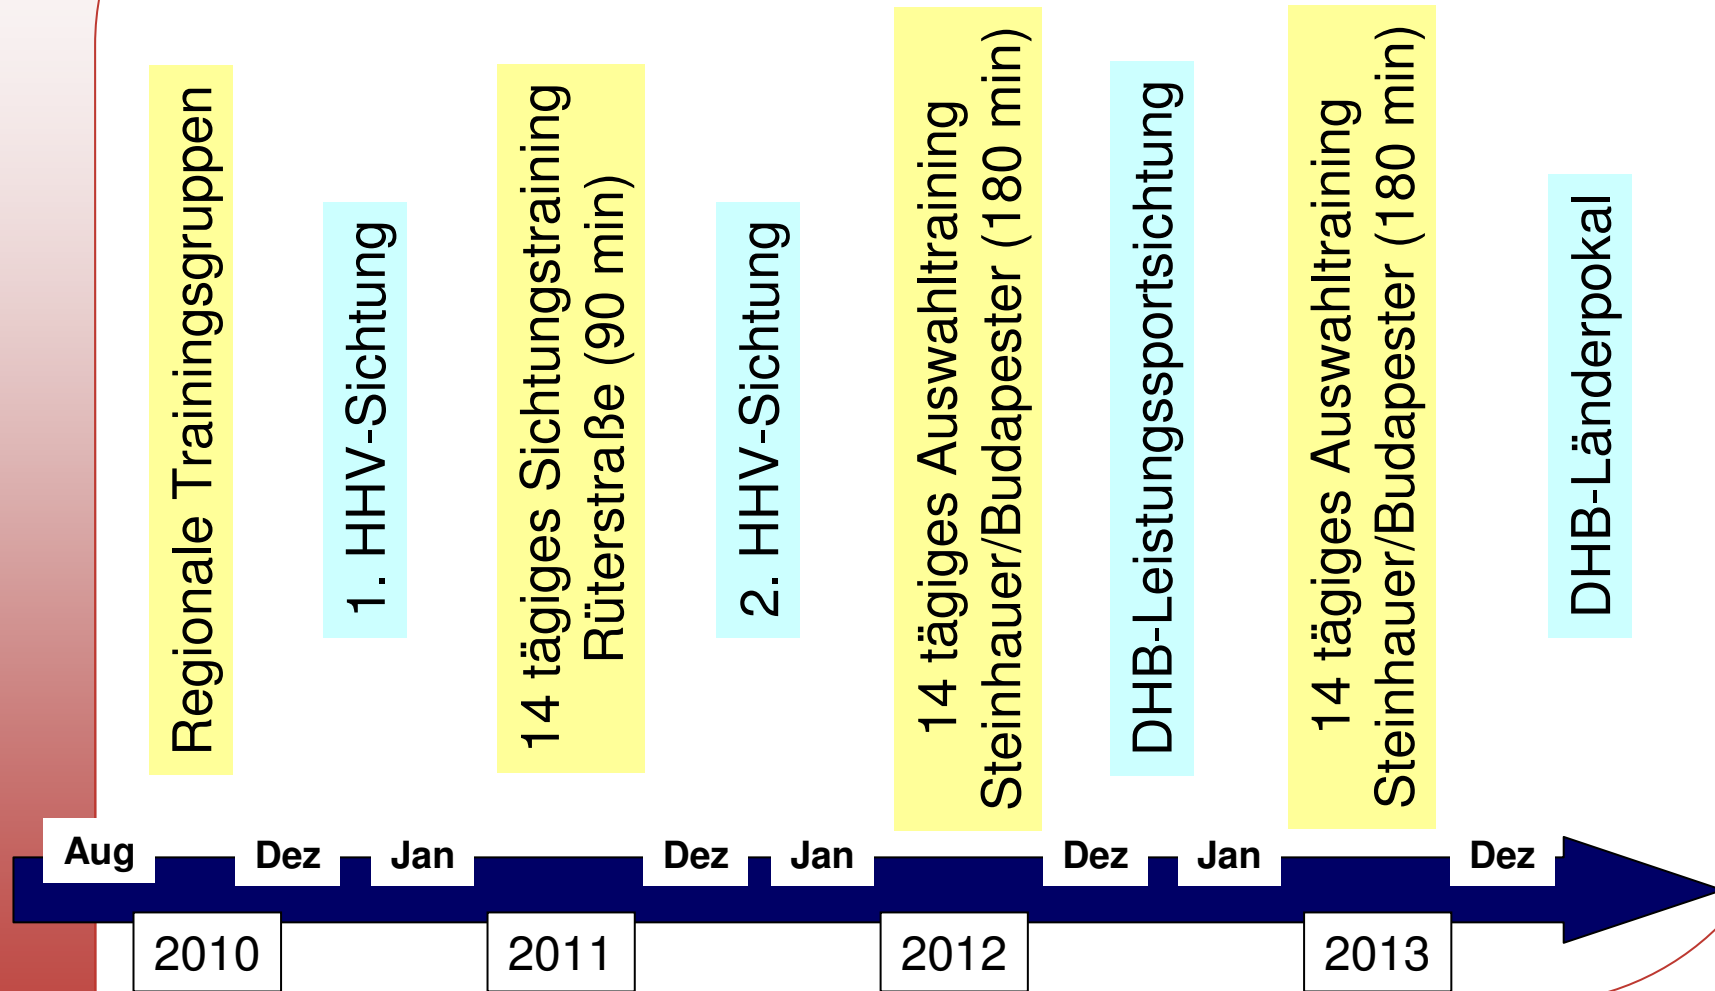 Regionale Trainingsgruppen
1. HHV-Sichtung
14 tägiges Sichtungstraining
Rüterstraße (90 min)
2. HHV-Sichtung
14 tägiges Auswahltraining
Steinhauer/Budapester (180 min)
DHB-Leistungssportsichtung
14 tägiges Auswahltraining
Steinhauer/Budapester (180 min)
DHB-Länderpokal
Aug
Dez
Jan
Dez
Jan
Dez
Jan
Dez
2010
2011
2012
2013